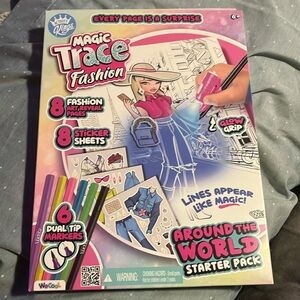 EVERY PAGE IS A SURPRISE
6+
MAGIC
Trace
Fashion
8 FASHION
ART REVEAL
PAGES
8 STICKER
SHEETS
GLOW
GRIP
LINES APPEAR
LIKE MAGIC!
6
DUAL TIP
MARKERS
AROUND THE
WORLD
STARTER PACK
WeCool
WARNING: